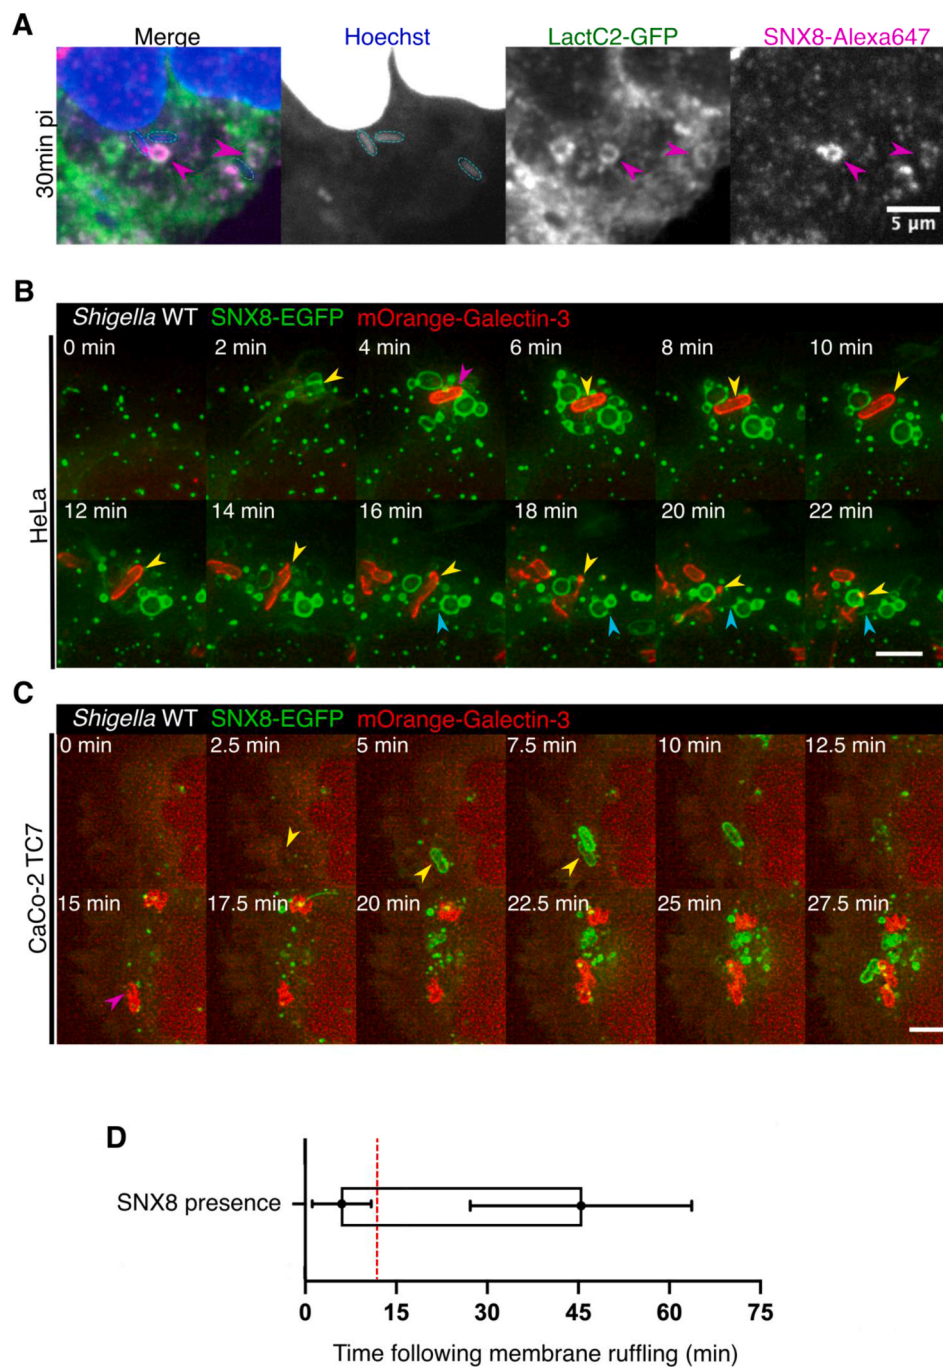 A
Merge Hoechst LactC2-GFP SNX8-Alexa647
30min pi
5 μm
B
Shigella WT SNX8-EGFP mOrange-Galectin-3
0 min 2 min 4 min 6 min 8 min 10 min
12 min 14 min 16 min 18 min 20 min 22 min
HeLa
C
Shigella WT SNX8-EGFP mOrange-Galectin-3
0 min 2.5 min 5 min 7.5 min 10 min 12.5 min
15 min 17.5 min 20 min 22.5 min 25 min 27.5 min
CaCo-2 TC7
D
SNX8 presence
0 15 30 45 60 75
Time following membrane ruffling (min)